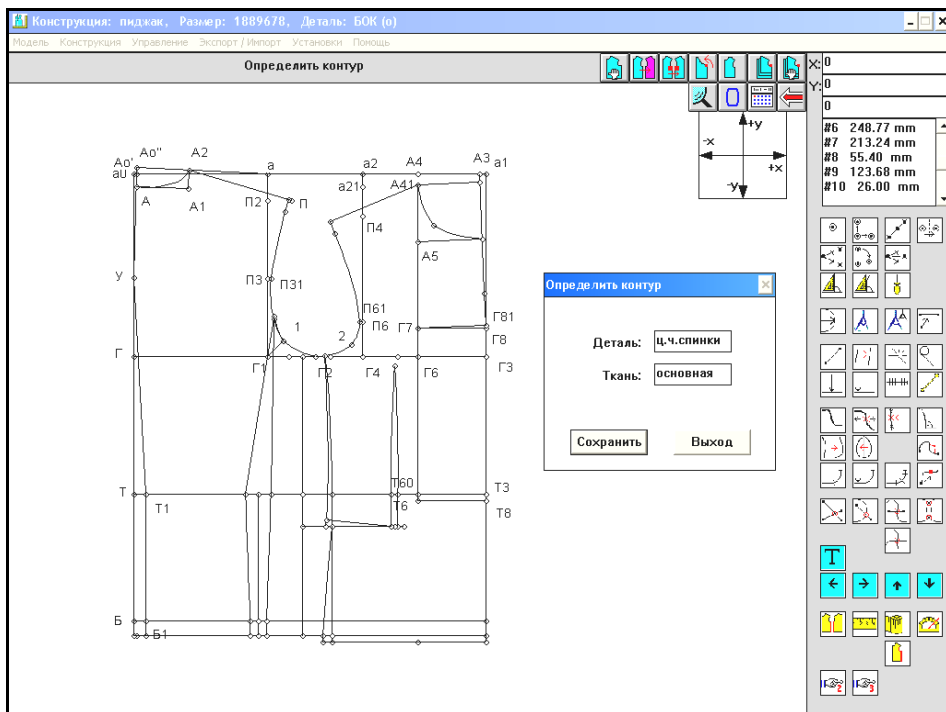 Конструкция: пиджак, Размер: 1889678, Деталь: БОК (о)
Модель Конструкция Управление Экспорт / Импорт Установки Помощь
Определить контур
X: 0
Y: 0
0
#6 248.77 mm
#7 213.24 mm
#8 55.40 mm
#9 123.68 mm
#10 26.00 mm
+y
-x
+x
-y
Ао'' А2 а а2 А4 А3 а1
Ао'
аU
А А1 П2 П а21 А41
П4
А5
У П3 П31
П61
1 2 П6 Г7 Г81
Г8
Г Г1 Г2 Г4 Г6 Г3
Т60
Т Т1 Т6 Т3
Т8
Б Б1
Определить контур
Деталь: ц.ч.спинки
Ткань: основная
Сохранить Выход
T
2 3